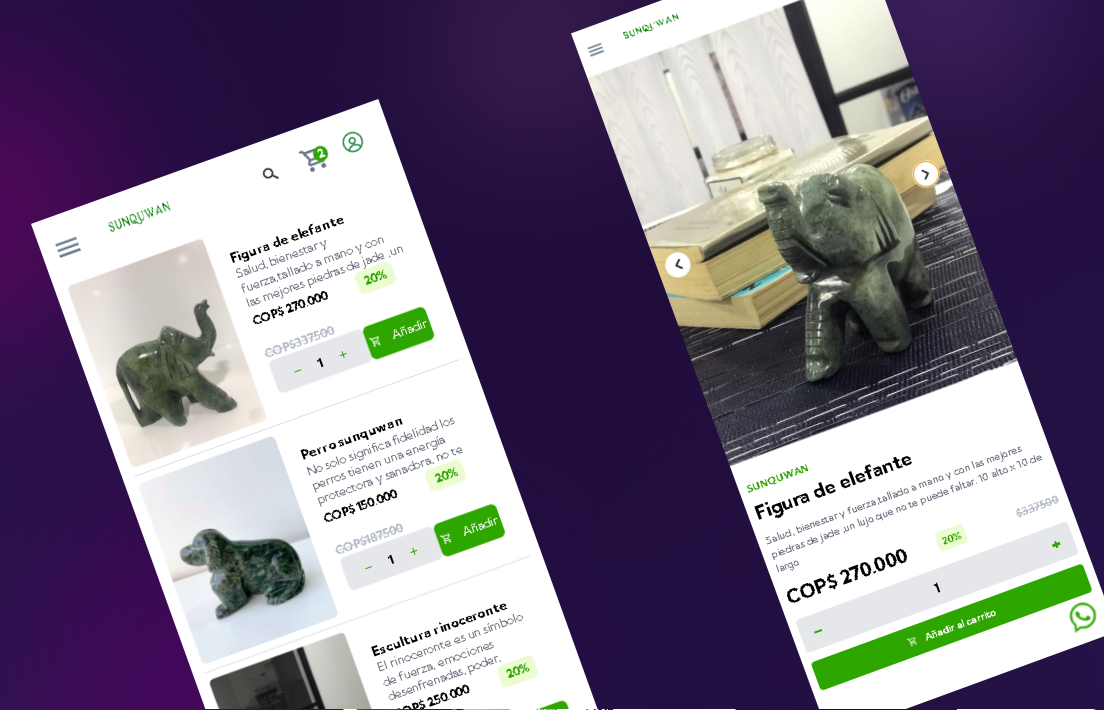 SUNQUWAN
2
Figura de elefante
Salud, bienestar y
fuerza,tallado a mano y con
las mejores piedras de jade ,un
COP$ 270.000
20%
COP$337500
− 1 +
Añadir
Perro sunquwan
No solo significa fidelidad los
perros tienen una energía
protectora y sanadora, no te
COP$ 150.000
20%
COP$187500
− 1 +
Añadir
Escultura rinoceronte
El rinoceronte es un símbolo
de fuerza, emociones
desenfrenadas, poder,
COP$ 250.000
20%
SUNQUWAN
SUNQUWAN
Figura de elefante
Salud, bienestar y fuerza,tallado a mano y con las mejores
piedras de jade ,un lujo que no te puede faltar. 10 alto x 10 de
largo
COP$ 270.000
20%
$337500
− 1 +
Añadir al carrito